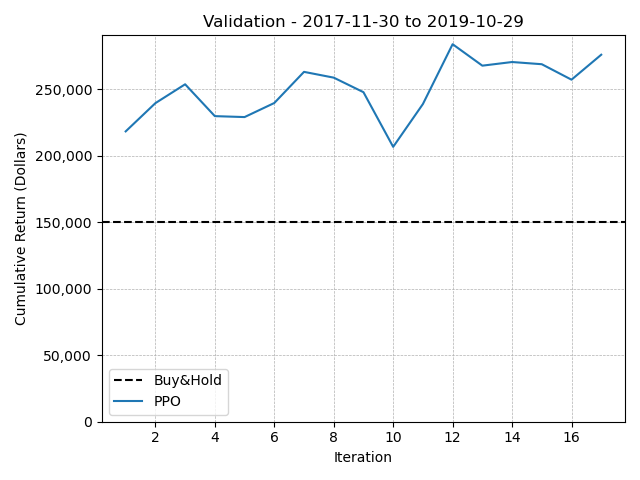 Validation - 2017-11-30 to 2019-10-29
Cumulative Return (Dollars)
250,000
200,000
150,000
100,000
50,000
0
Buy&Hold
PPO
2 4 6 8 10 12 14 16
Iteration